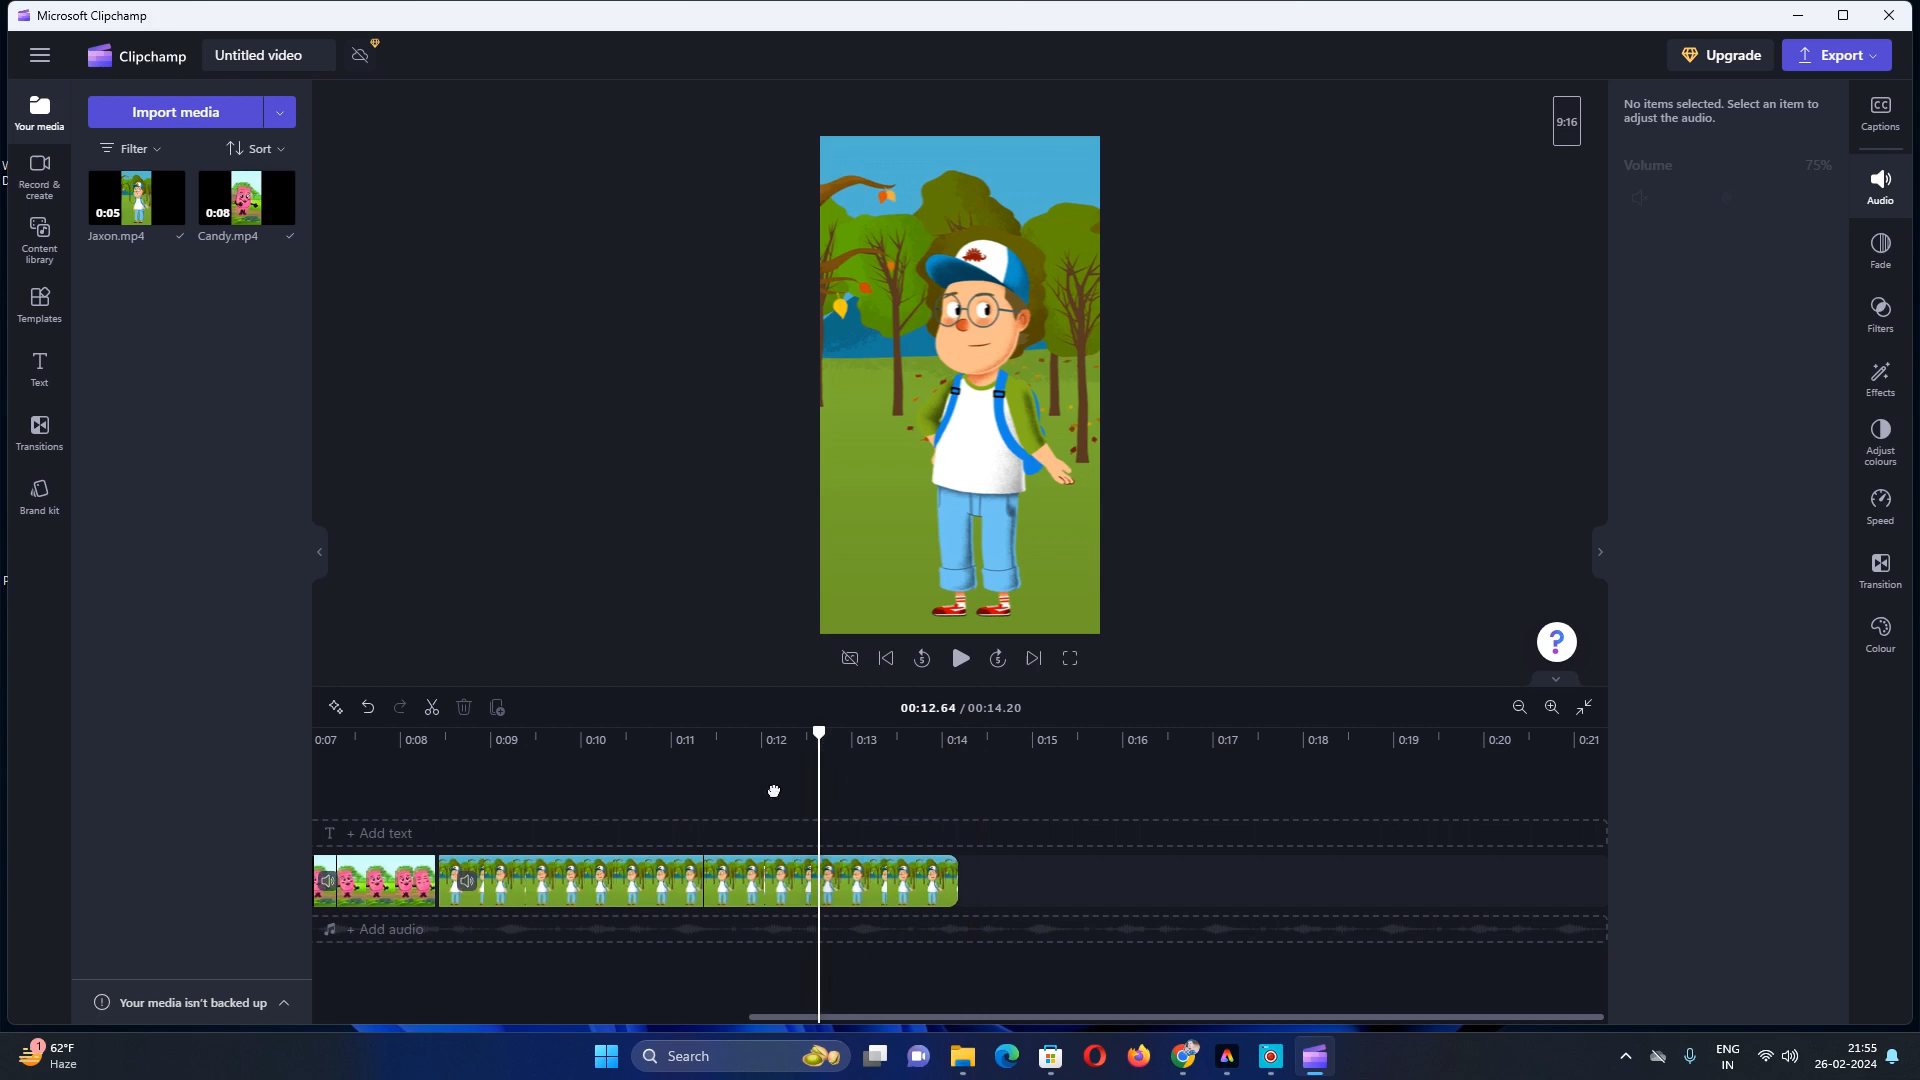 Microsoft Clipchamp
Clipchamp
Untitled video
Upgrade
Export
Your media
Record &
create
Content
library
Templates
Text
Transitions
Brand kit
Import media
Filter
Sort
0:05
0:08
Jaxon.mp4
Candy.mp4
9:16
No items selected. Select an item to
adjust the audio.
Volume
75%
CC
Captions
Audio
Fade
Filters
Effects
Adjust
colours
Speed
Transition
Colour
5
5
?
00:12.64 / 00:14.20
0:07
0:08
0:09
0:10
0:11
0:12
0:13
0:14
0:15
0:16
0:17
0:18
0:19
0:20
0:21
T + Add text
+ Add audio
Your media isn't backed up
1
62°F
Haze
Search
ENG
IN
21:55
26-02-2024